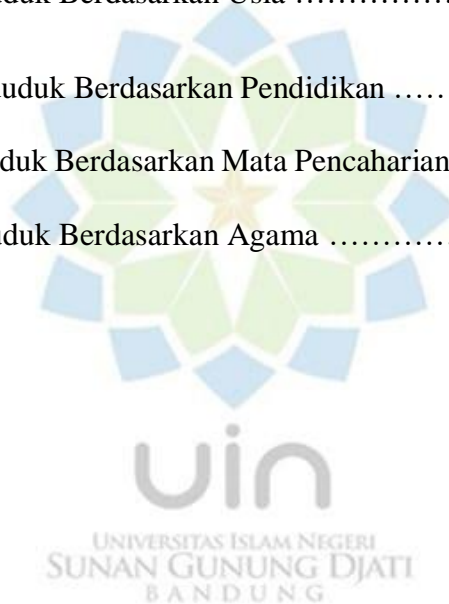 uduk Berdasarkan Usia ……………
uduk Berdasarkan Pendidikan …..
duk Berdasarkan Mata Pencaharian
uduk Berdasarkan Agama ………….
uin
UNIVERSITAS ISLAM NEGERI
SUNAN GUNUNG DJATI
BANDUNG